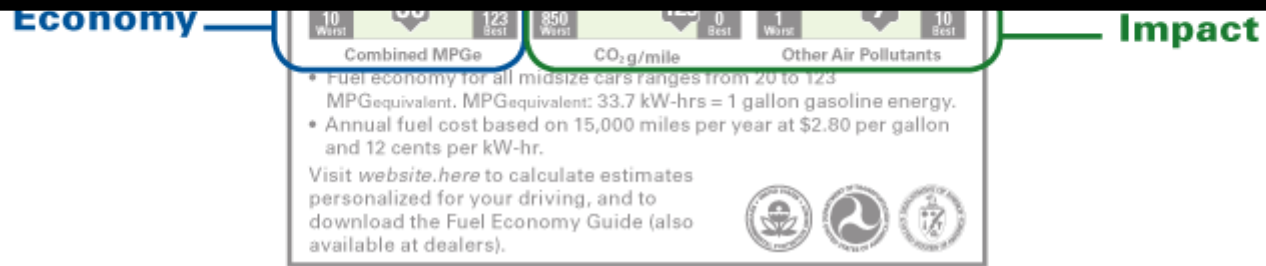 Economy
Impact
10
Worst
123
Best
850
Worst
0
Best
1
Worst
10
Best
Combined MPGe
CO2 g/mile
Other Air Pollutants
• Fuel economy for all midsize cars ranges from 20 to 123
MPGequivalent. MPGequivalent: 33.7 kW-hrs = 1 gallon gasoline energy.
• Annual fuel cost based on 15,000 miles per year at $2.80 per gallon
and 12 cents per kW-hr.
Visit website.here to calculate estimates
personalized for your driving, and to
download the Fuel Economy Guide (also
available at dealers).